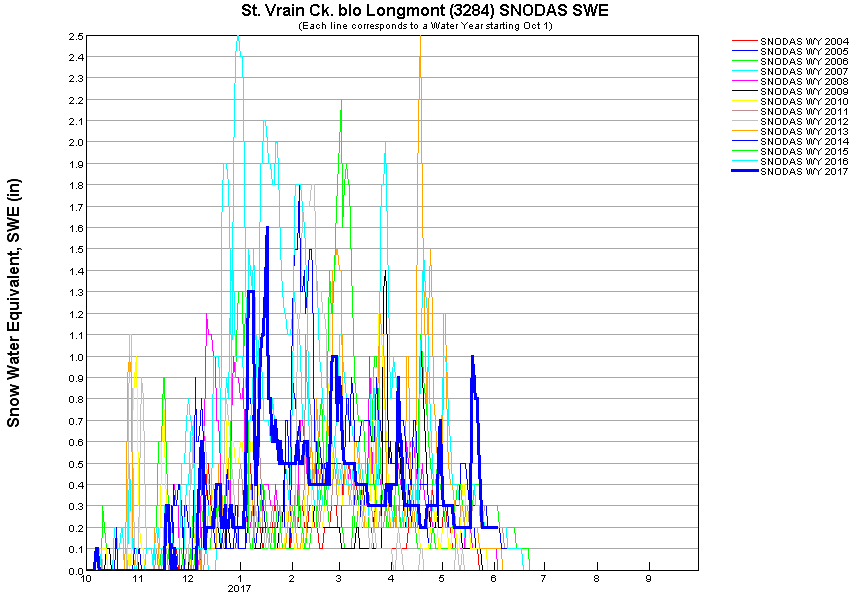 St. Vrain Ck. blo Longmont (3284) SNODAS SWE
(Each line corresponds to a Water Year starting Oct 1)
Snow Water Equivalent, SWE (in)
2.5
2.4
2.3
2.2
2.1
2.0
1.9
1.8
1.7
1.6
1.5
1.4
1.3
1.2
1.1
1.0
0.9
0.8
0.7
0.6
0.5
0.4
0.3
0.2
0.1
0.0
10 11 12 1 2 3 4 5 6 7 8 9
2017
SNODAS WY 2004
SNODAS WY 2005
SNODAS WY 2006
SNODAS WY 2007
SNODAS WY 2008
SNODAS WY 2009
SNODAS WY 2010
SNODAS WY 2011
SNODAS WY 2012
SNODAS WY 2013
SNODAS WY 2014
SNODAS WY 2015
SNODAS WY 2016
SNODAS WY 2017